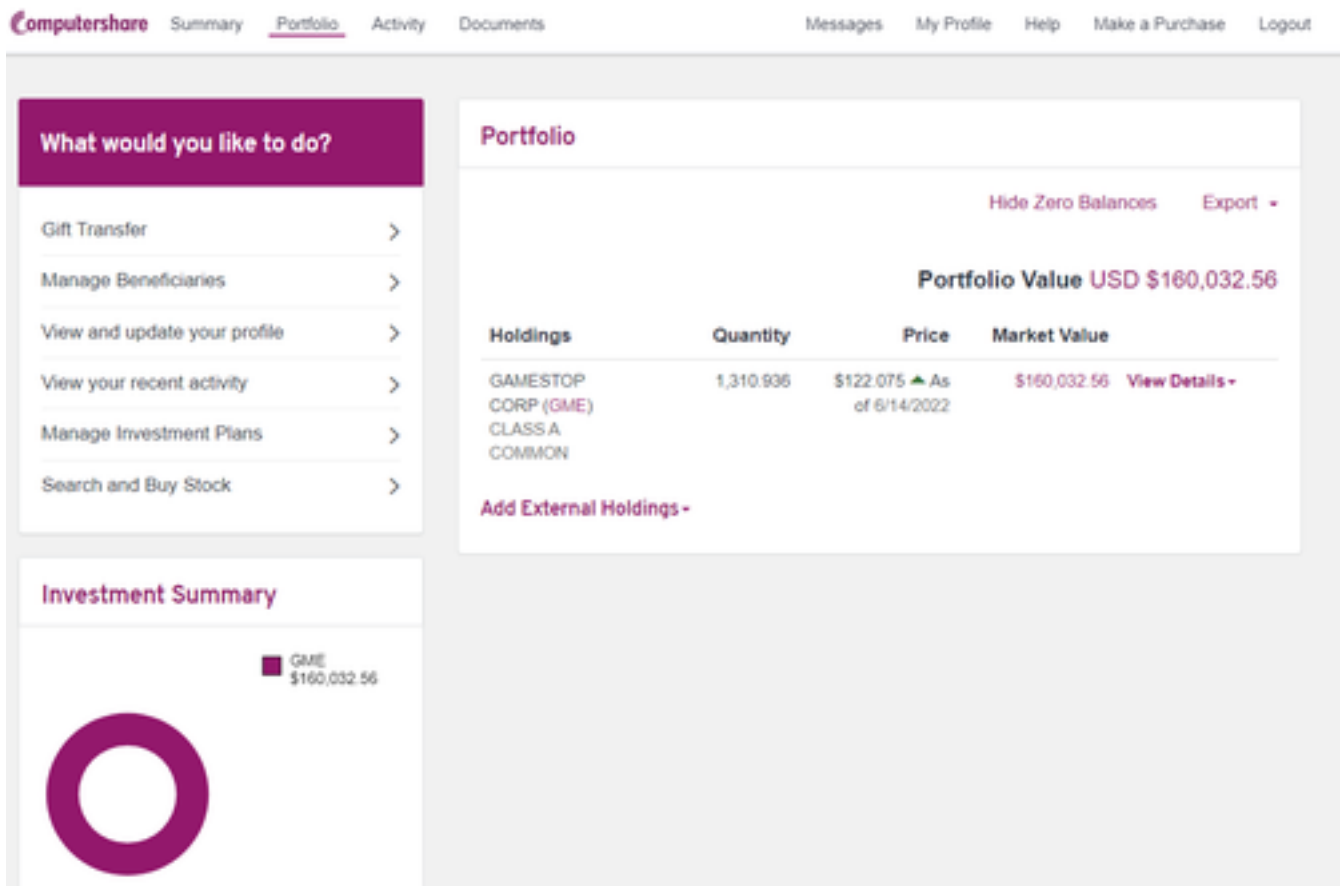 Computershare Summary Portfolio Activity Documents Messages My Profile Help Make a Purchase Logout
What would you like to do?
Gift Transfer
Manage Beneficiaries
View and update your profile
View your recent activity
Manage Investment Plans
Search and Buy Stock
Investment Summary
GME
$160,032.56
Portfolio
Hide Zero Balances Export
Portfolio Value USD $160,032.56
Holdings Quantity Price Market Value
GAMESTOP 1,310.936 $122.075 As $160,032.56 View Details
CORP (GME) of 6/14/2022
CLASS A
COMMON
Add External Holdings